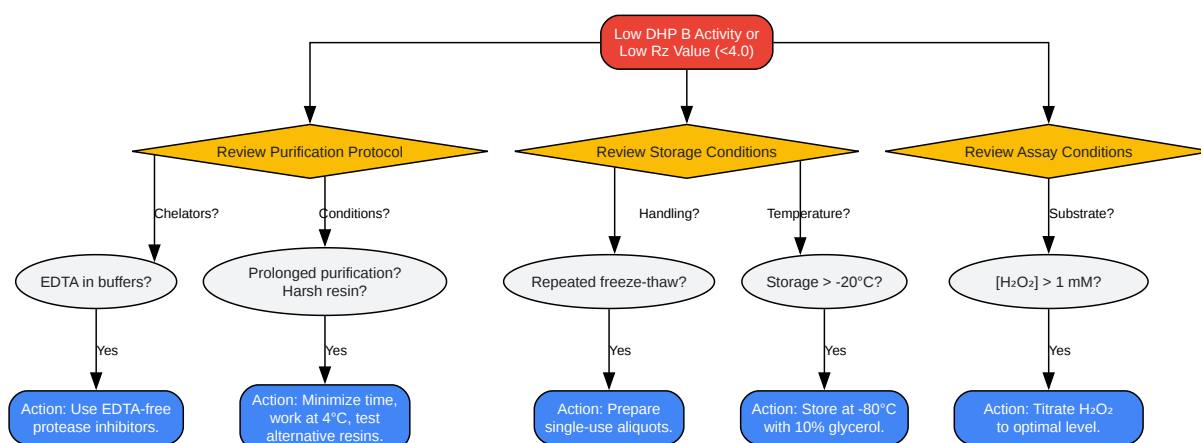 Low DHP B Activity or
Low Rz Value (<4.0)
Review Purification Protocol
Review Storage Conditions
Review Assay Conditions
Chelators?
Conditions?
Handling?
Temperature?
Substrate?
EDTA in buffers?
Prolonged purification?
Harsh resin?
Repeated freeze-thaw?
Storage > -20°C?
[H₂O₂] > 1 mM?
Yes
Yes
Yes
Yes
Yes
Action: Use EDTA-free
protease inhibitors.
Action: Minimize time,
work at 4°C, test
alternative resins.
Action: Prepare
single-use aliquots.
Action: Store at -80°C
with 10% glycerol.
Action: Titrate H₂O₂
to optimal level.